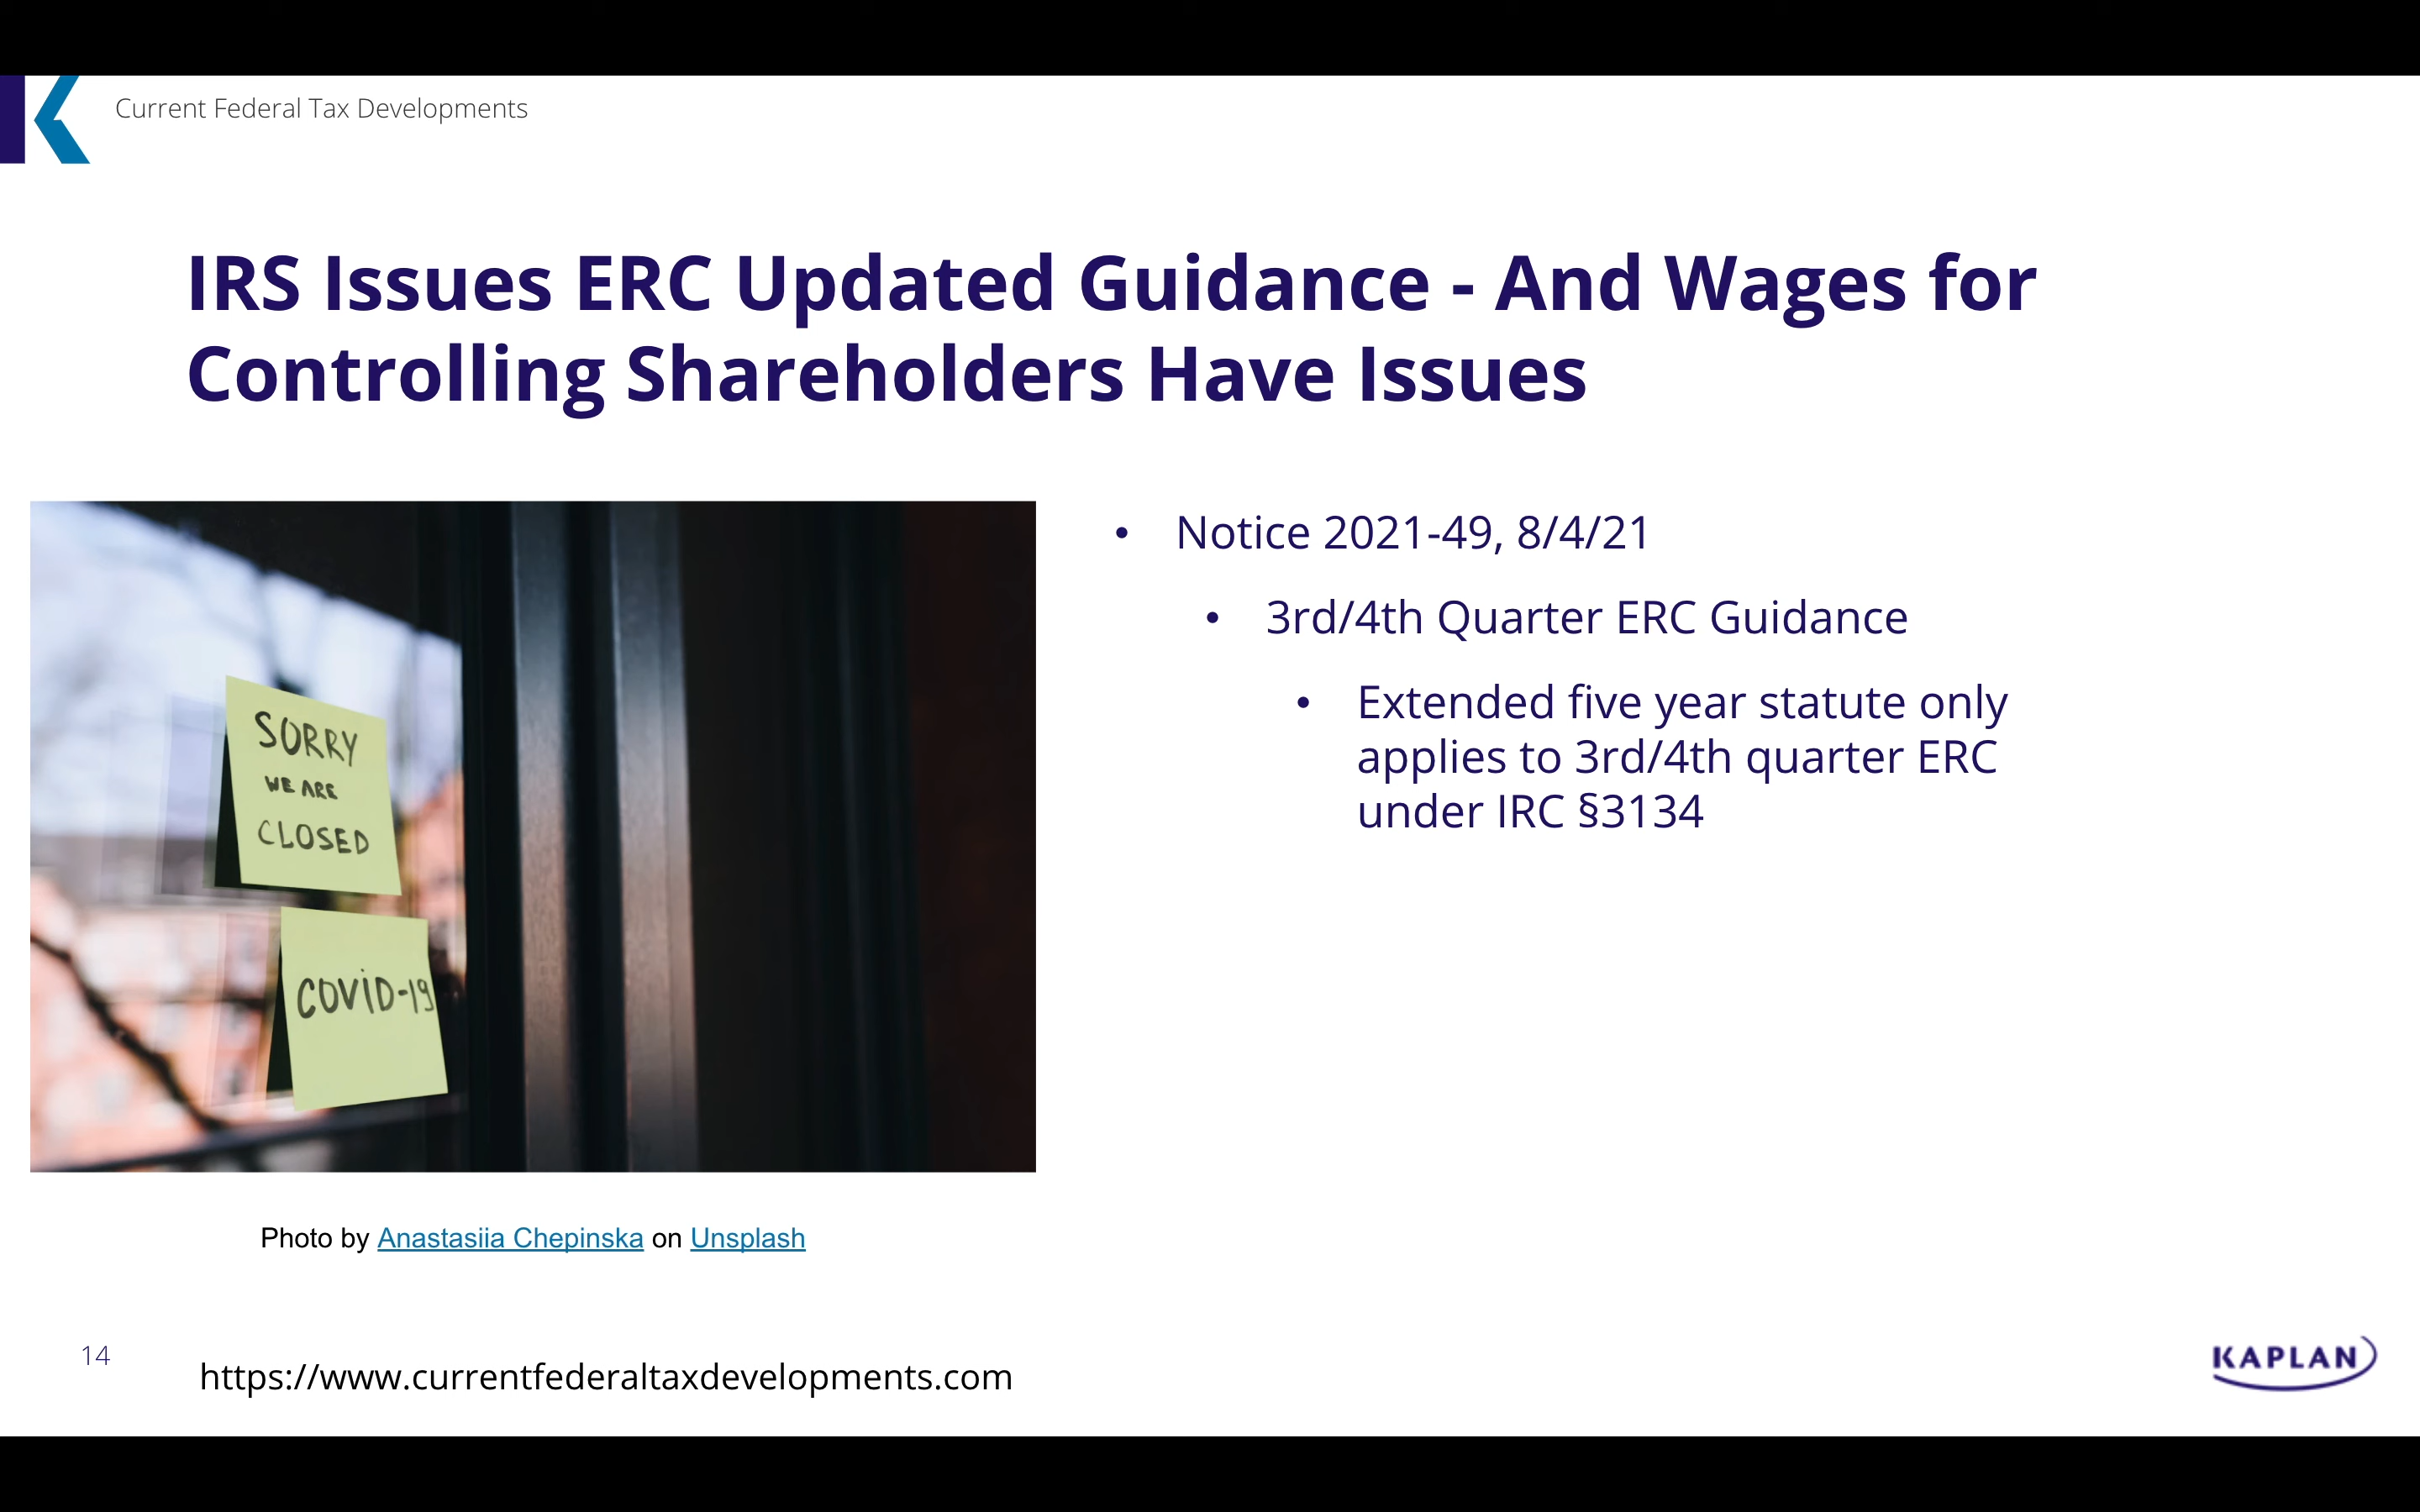 Current Federal Tax Developments
IRS Issues ERC Updated Guidance - And Wages for
Controlling Shareholders Have Issues
SORRY
WE ARE
CLOSED
COVID-19
Photo by Anastasiia Chepinska on Unsplash
• Notice 2021-49, 8/4/21
• 3rd/4th Quarter ERC Guidance
• Extended five year statute only
applies to 3rd/4th quarter ERC
under IRC §3134
14
https://www.currentfederaltaxdevelopments.com
KAPLAN